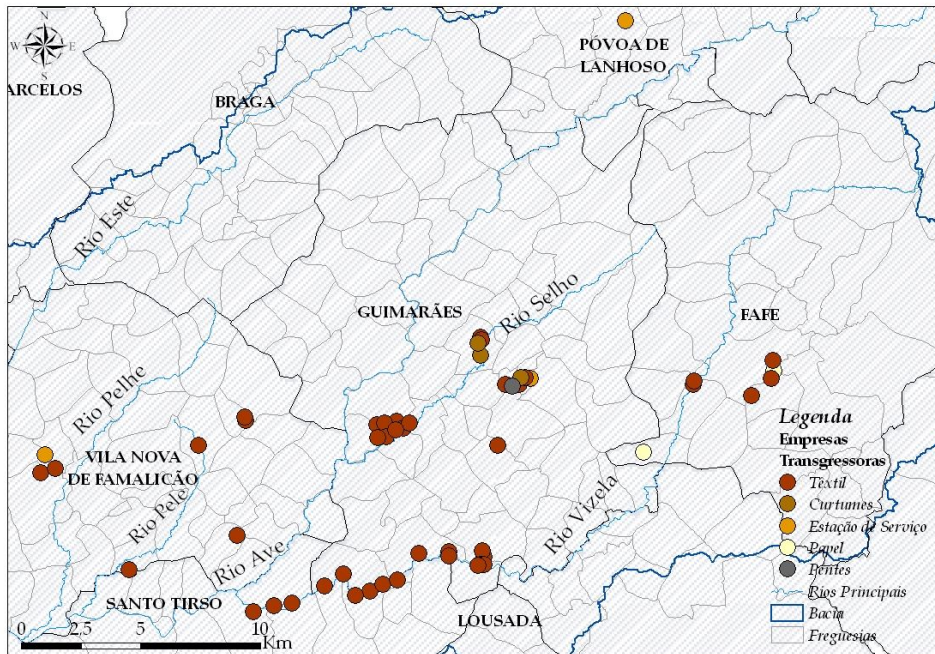 N
W E
S
PÓVOA DE
LANHOSO
ARCELOS
BRAGA
Rio Este
Rio Selho
GUIMARÃES
FAFE
Rio Pelhe
VILA NOVA
DE FAMALICÃO
Rio Pele
Rio Ave
Rio Vizela
SANTO TIRSO
LOUSADA
0 5 10
Km
Legenda
Empresas
Transgressoras
Têxtil
Curtumes
Estação de Serviço
Papel
Pentes
Rios Principais
Bacia
Freguesias